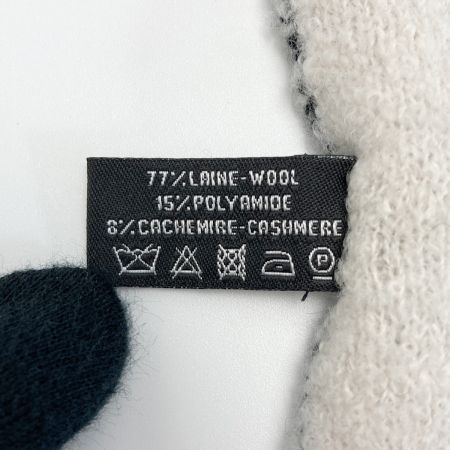 77% LAINE-WOOL
15% POLYAMIDE
8% CACHEMIRE-CASHMERE
P